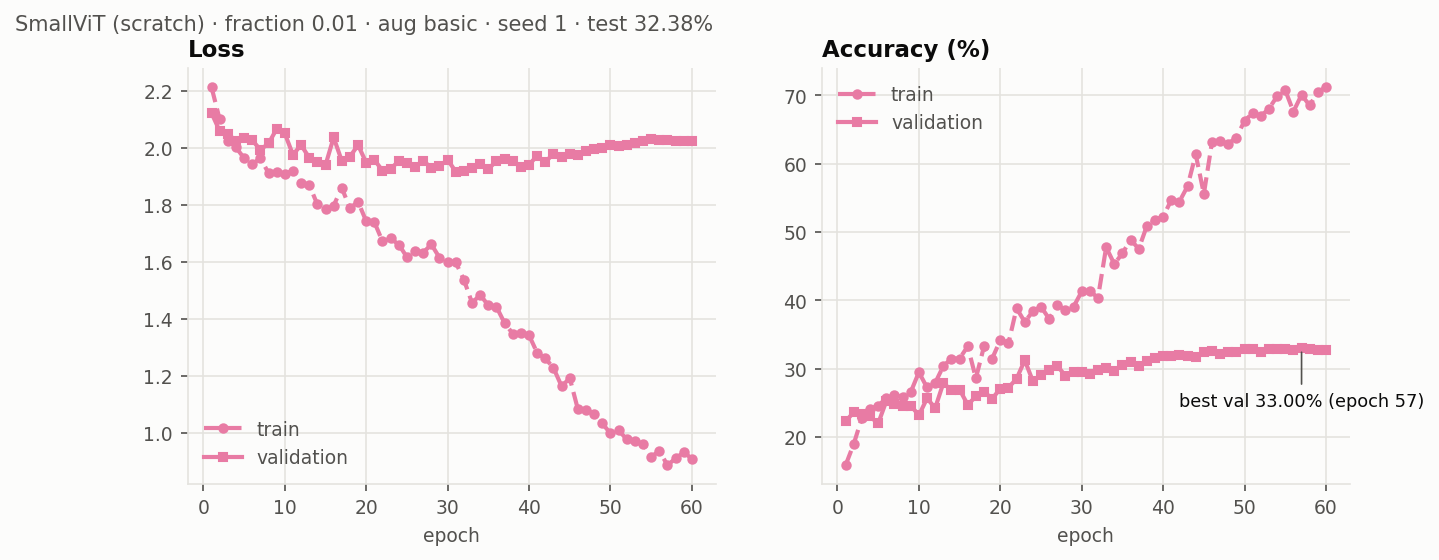 SmallViT (scratch) · fraction 0.01 · aug basic · seed 1 · test 32.38%
Loss
2.2
2.0
1.8
1.6
1.4
1.2
1.0
train
validation
0 10 20 30 40 50 60
epoch
Accuracy (%)
train
validation
70
60
50
40
30
20
best val 33.00% (epoch 57)
0 10 20 30 40 50 60
epoch